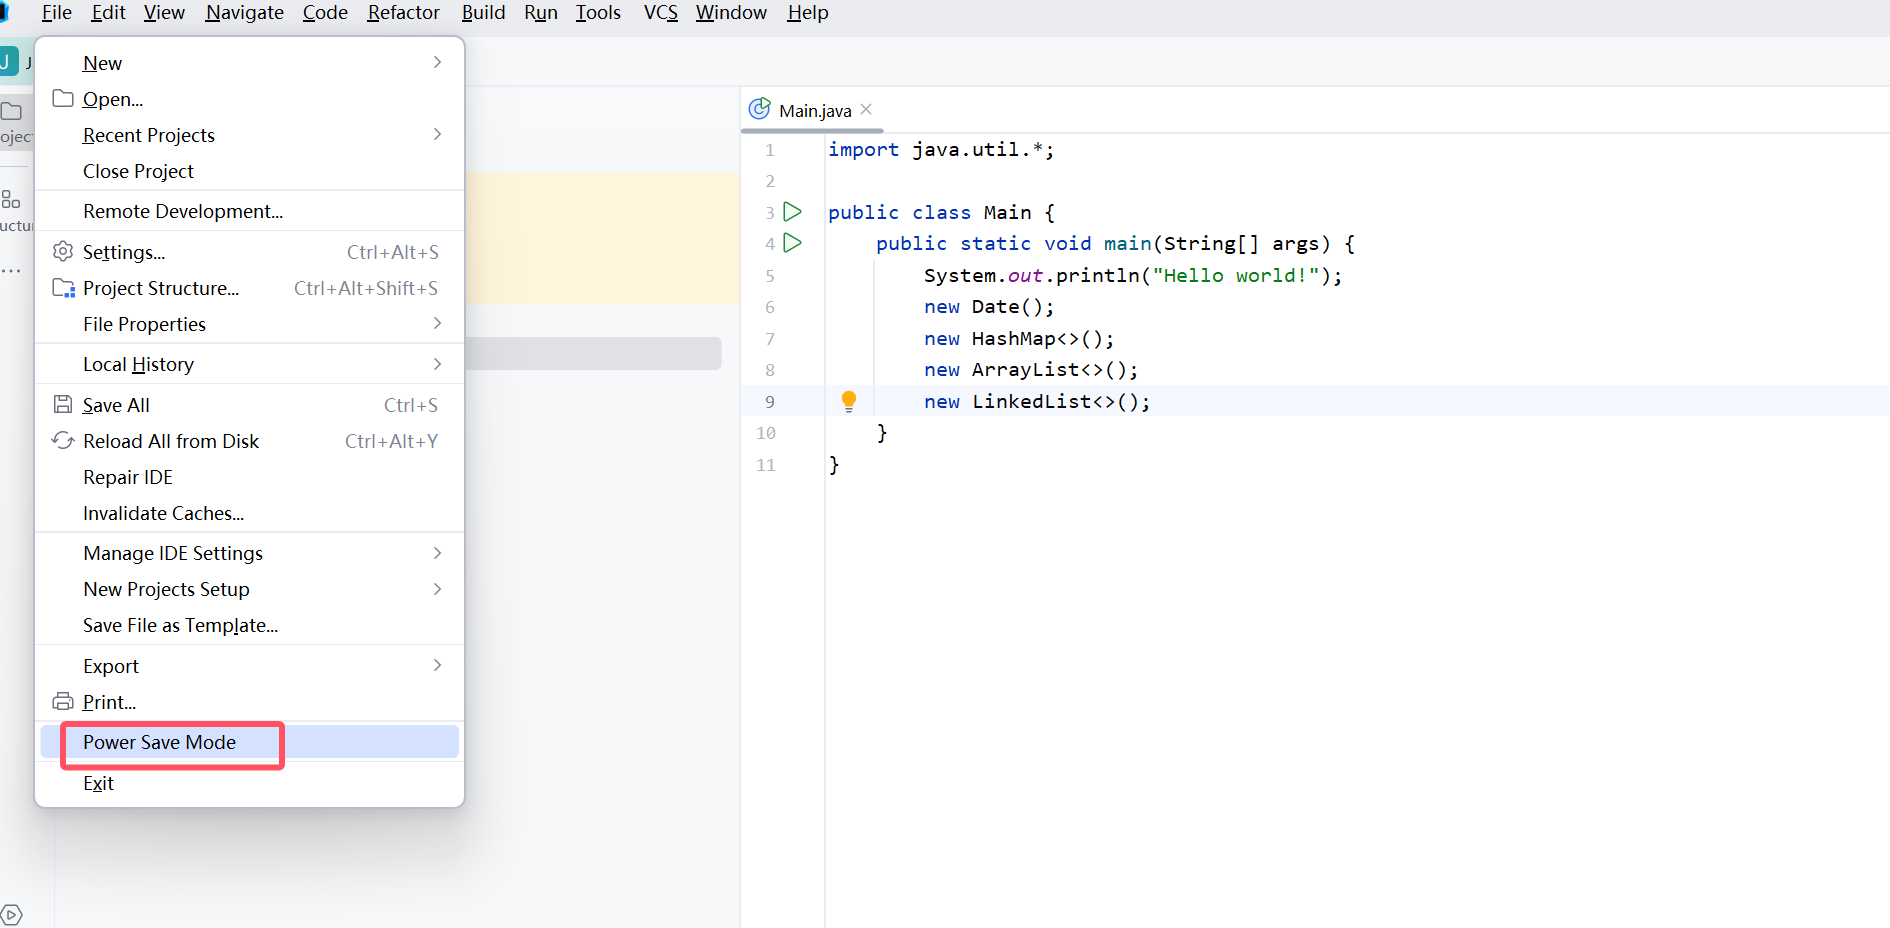 File Edit View Navigate Code Refactor Build Run Tools VCS Window Help
J J
New
Open...
Recent Projects
Close Project
Remote Development...
Settings... Ctrl+Alt+S
Project Structure... Ctrl+Alt+Shift+S
File Properties
Local History
Save All Ctrl+S
Reload All from Disk Ctrl+Alt+Y
Repair IDE
Invalidate Caches...
Manage IDE Settings
New Projects Setup
Save File as Template...
Export
Print...
Power Save Mode
Exit
ojec
uctu
Main.java
1 import java.util.*;
2
3 public class Main {
4 public static void main(String[] args) {
5 System.out.println("Hello world!");
6 new Date();
7 new HashMap<>();
8 new ArrayList<>();
9 new LinkedList<>();
10 }
11 }